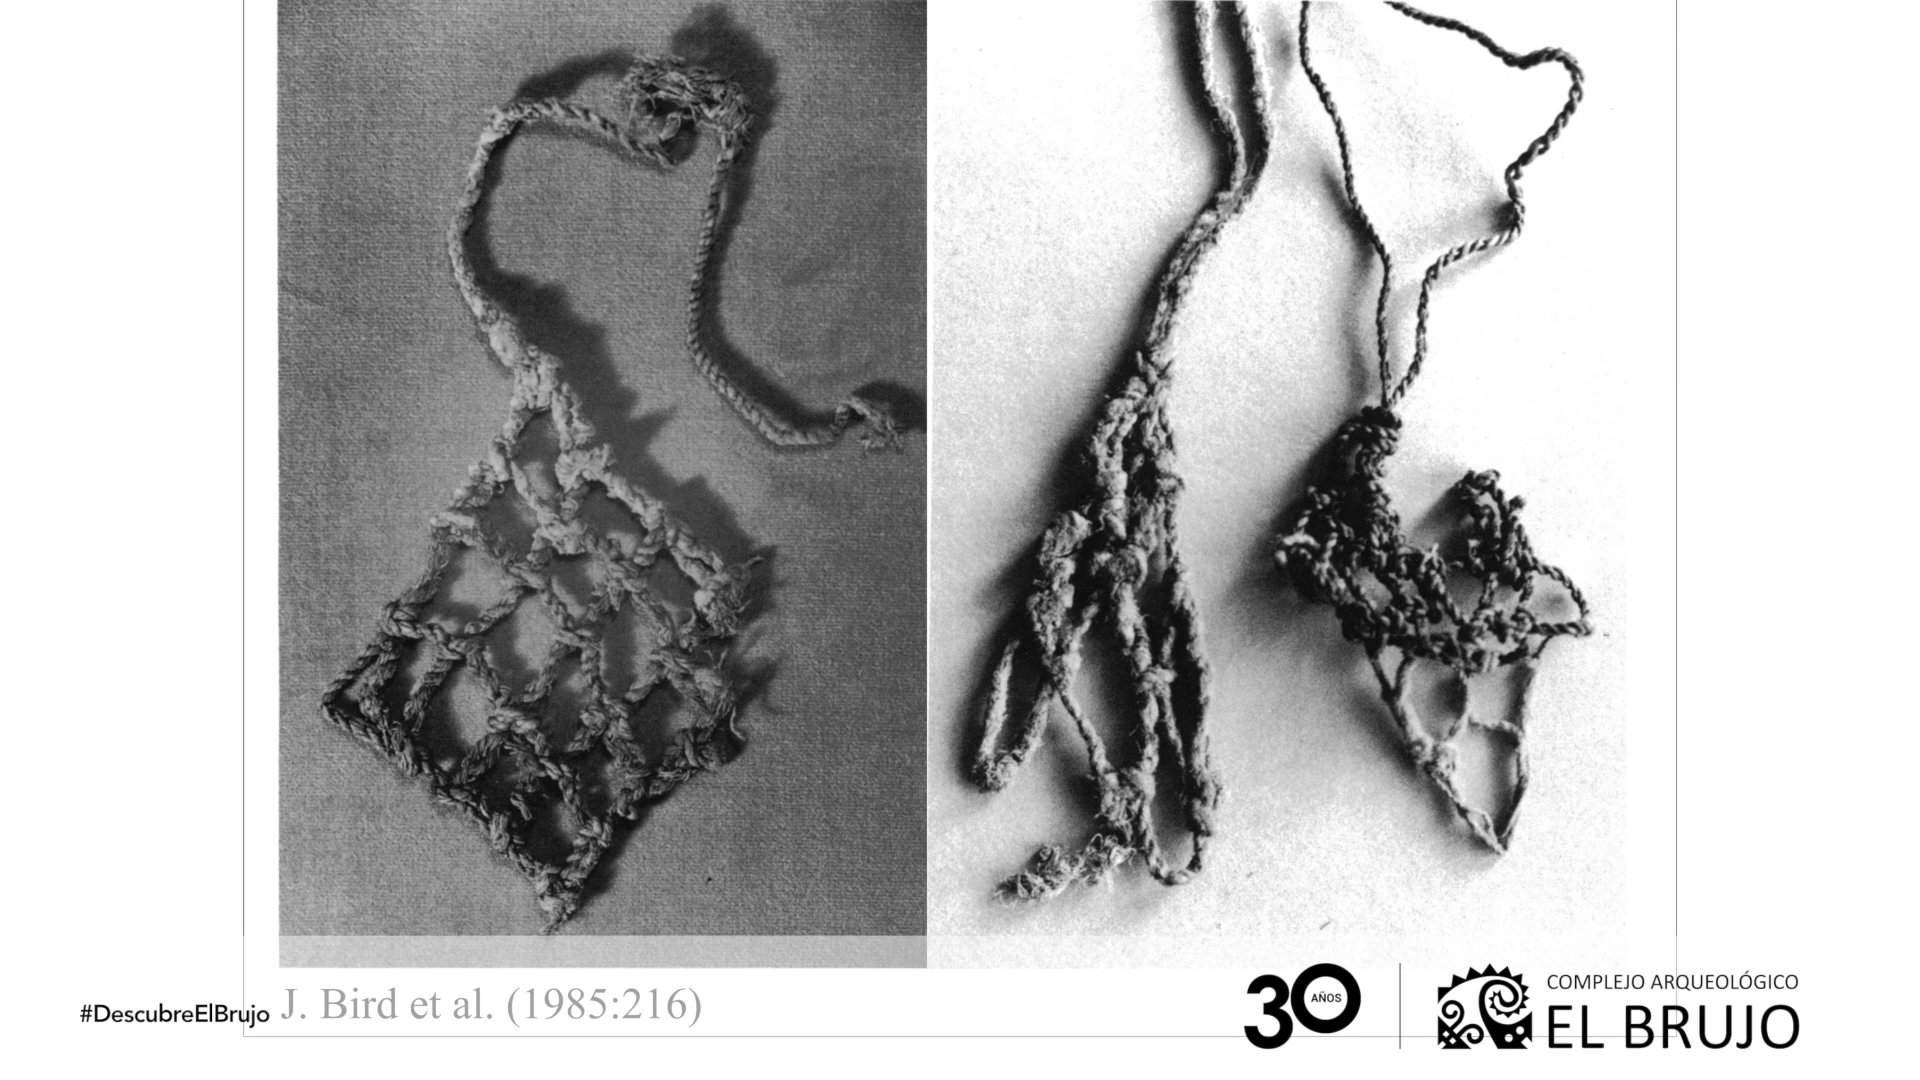 #DescubreElBrujo
J. Bird et al. (1985:216)
30
AÑOS
COMPLEJO ARQUEOLÓGICO
EL BRUJO